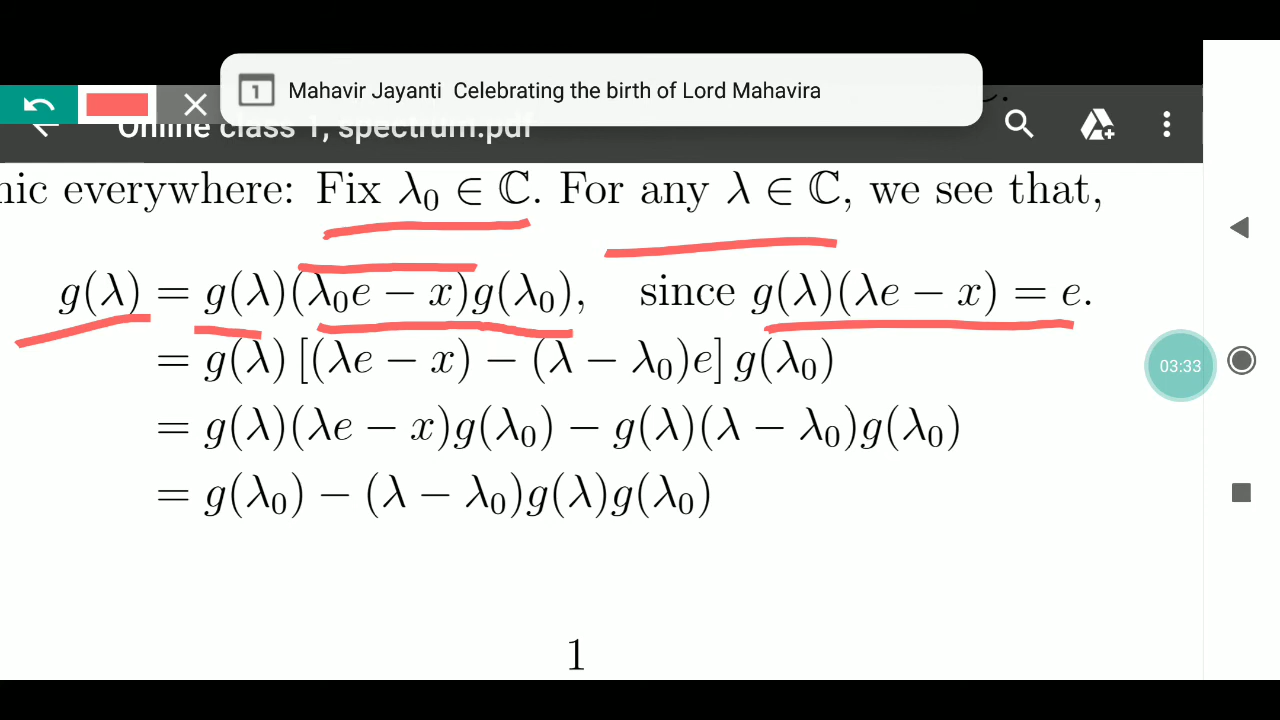 1 Mahavir Jayanti Celebrating the birth of Lord Mahavira
Online class 1, spectrum.pdf
nic everywhere: Fix λ₀ ∈ ℂ. For any λ ∈ ℂ, we see that,
g(λ) = g(λ)(λ₀e − x)g(λ₀), since g(λ)(λe − x) = e.
= g(λ) [(λe − x) − (λ − λ₀)e] g(λ₀)
03:33
= g(λ)(λe − x)g(λ₀) − g(λ)(λ − λ₀)g(λ₀)
= g(λ₀) − (λ − λ₀)g(λ)g(λ₀)
1